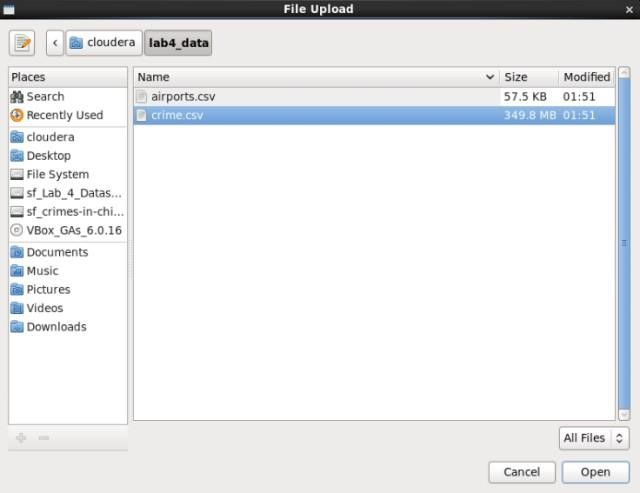 File Upload
cloudera lab4_data
Places
Search
Recently Used
cloudera
Desktop
File System
sf_Lab_4_Datas...
sf_crimes-in-chi...
VBox_GAs_6.0.16
Documents
Music
Pictures
Videos
Downloads
Name Size Modified
airports.csv 57.5 KB 01:51
crime.csv 349.8 MB 01:51
All Files
Cancel Open